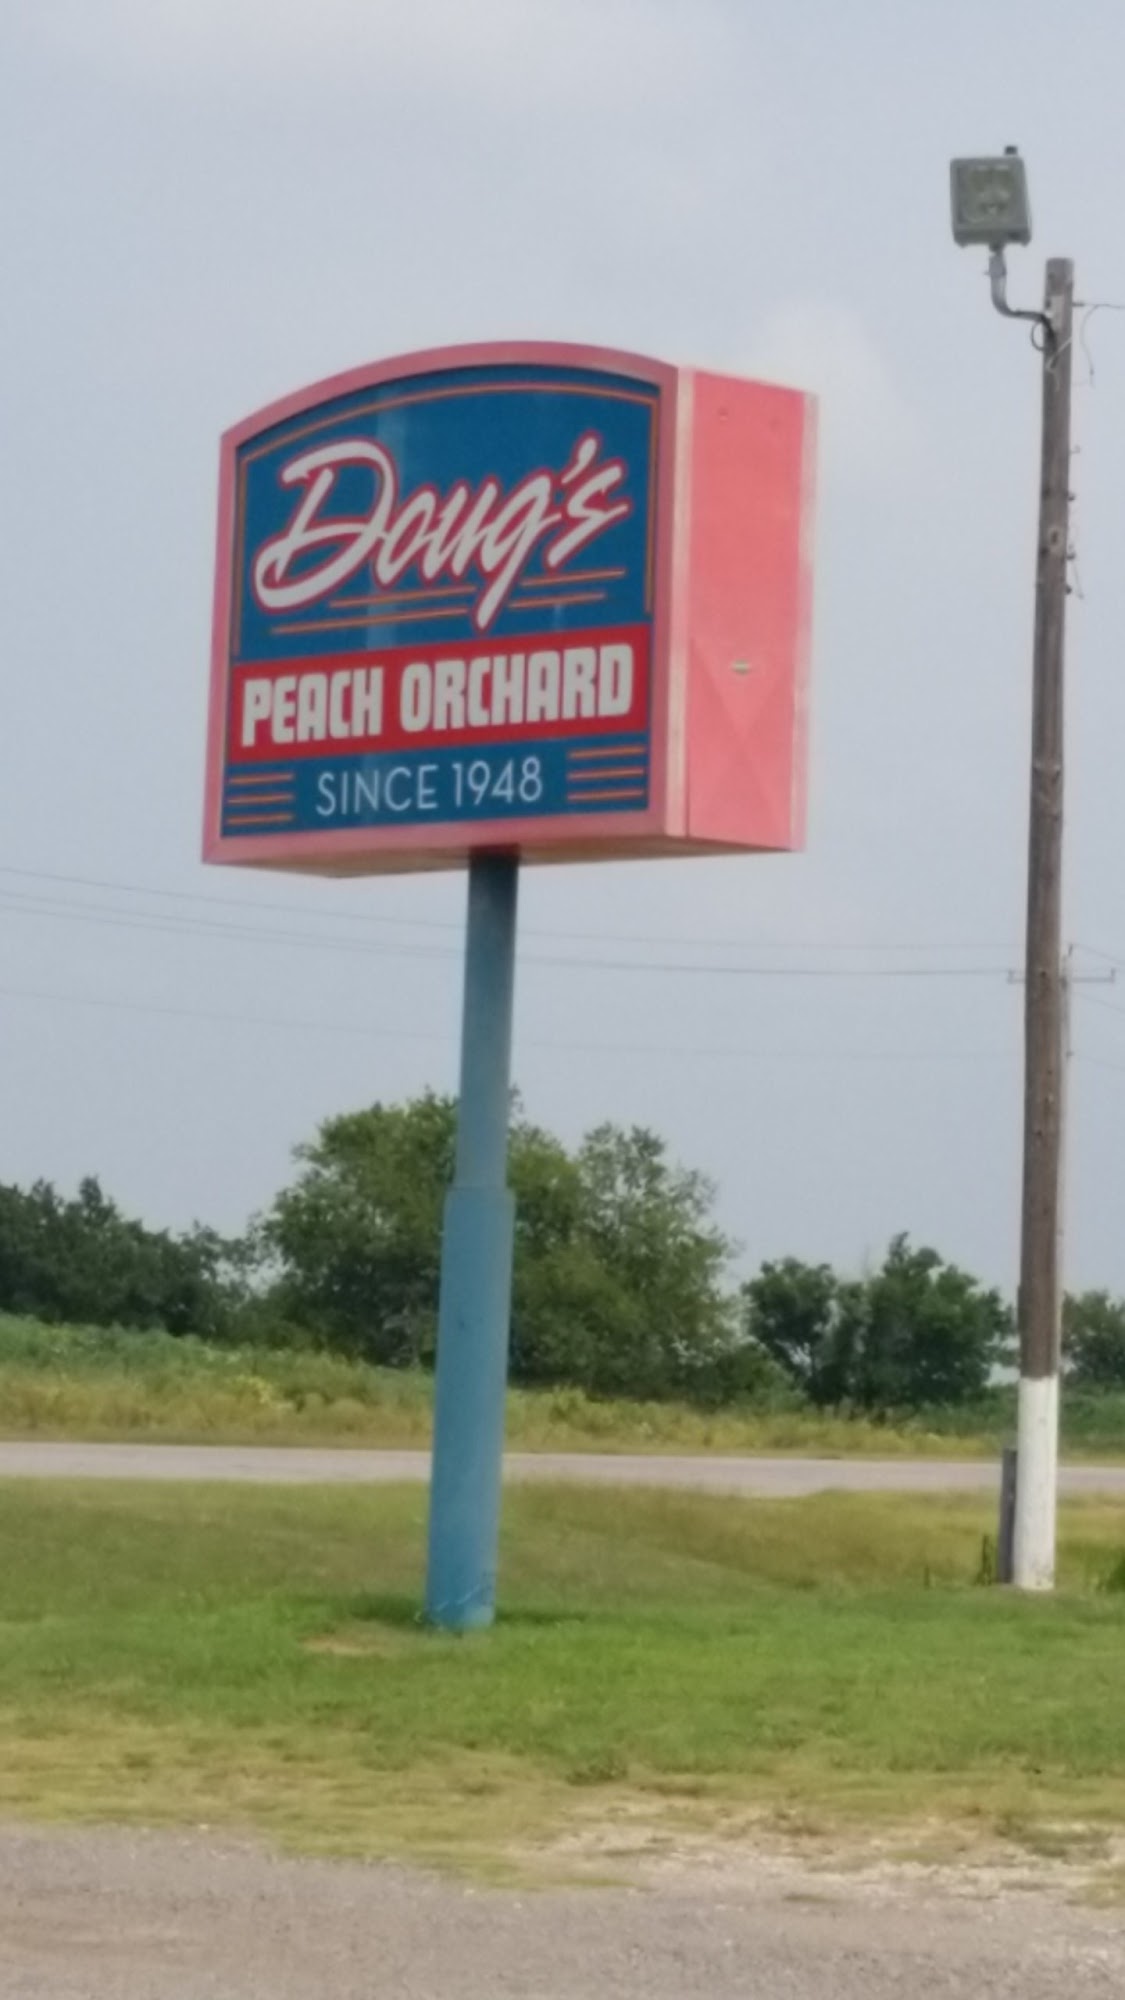 Doug's
PEACH ORCHARD
SINCE 1948